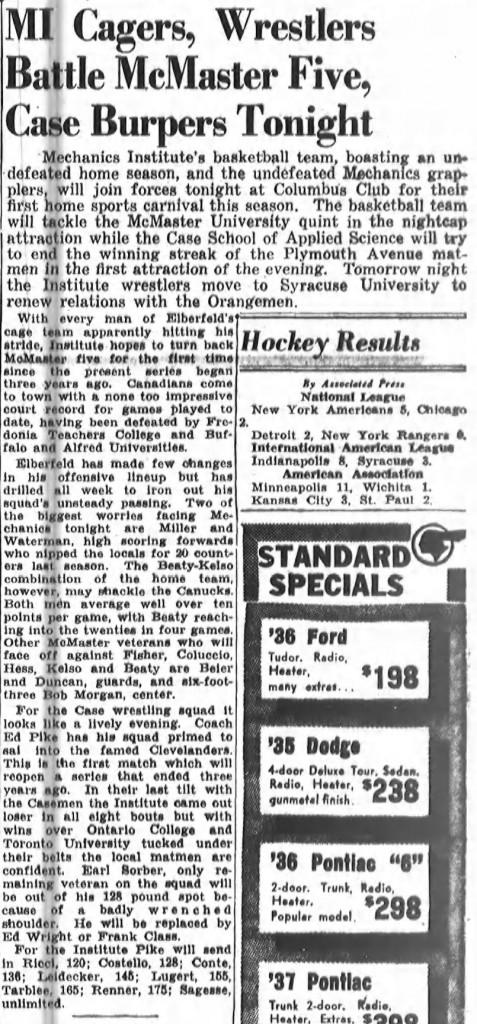 MI Cagers, Wrestlers
Battle McMaster Five,
Case Burpers Tonight
Mechanics Institute's basketball team, boasting an un-
defeated home season, and the undefeated Mechanics grap-
plers, will join forces tonight at Columbus Club for their
first home sports carnival this season. The basketball team
will tackle the McMaster University quint in the nightcap
attraction while the Case School of Applied Science will try
to end the winning streak of the Plymouth Avenue mat-
men in the first attraction of the evening. Tomorrow night
the Institute wrestlers move to Syracuse University to
renew relations with the Orangemen.
With every man of Elberfeld's
cage team apparently hitting his
stride, Institute hopes to turn back
McMaster five for the first time
since the present series began
three years ago. Canadians come
to town with a none too impressive
court record for games played to
date, having been defeated by Fre-
donia Teachers College and Buf-
falo and Alfred Universities.
Elberfeld has made few changes
in his offensive lineup but has
drilled all week to iron out his
squad's unsteady passing. Two of
the biggest worries facing Me-
chanics tonight are Miller and
Waterman, high scoring forwards
who nipped the locals for 20 count-
ers last season. The Beaty-Kelso
combination of the home team,
however, may shackle the Canucks.
Both men average well over ten
points per game, with Beaty reach-
ing into the twenties in four games.
Other McMaster veterans who will
face off against Fisher, Coluccio,
Hess, Kelso and Beaty are Beier
and Duncan, guards, and six-foot-
three Bob Morgan, center.
For the Case wrestling squad it
looks like a lively evening. Coach
Ed Pike has his squad primed to
sal into the famed Clevelanders.
This is the first match which will
reopen a series that ended three
years ago. In their last tilt with
the Casemen the Institute came out
loser in all eight bouts but with
wins over Ontario College and
Toronto University tucked under
their belts the local matmen are
confident. Earl Sorber, only re-
maining veteran on the squad will
be out of his 128 pound spot be-
cause of a badly wrenched
shoulder. He will be replaced by
Ed Wright or Frank Class.
For the Institute Pike will send
in Ricci, 120; Costello, 128; Conte,
136; Leidecker, 145; Lugert, 155,
Tarblee, 165; Renner, 175; Sagesse,
unlimited.
Hockey Results
By Associated Press
National League
New York Americans 5, Chicago
2.
Detroit 2, New York Rangers 0.
International American League
Indianapolis 8, Syracuse 3.
American Association
Minneapolis 11, Wichita 1.
Kansas City 3, St. Paul 2.
STANDARD
SPECIALS
'36 Ford
Tudor. Radio,
Heater,
many extras... $198
'35 Dodge
4-door Deluxe Tour. Sedan.
Radio, Heater,
gunmetal finish. $238
'36 Pontiac "6"
2-door. Trunk, Radio,
Heater.
Popular model. $298
'37 Pontiac
Trunk 2-door. Radio,
Heater, Extras.